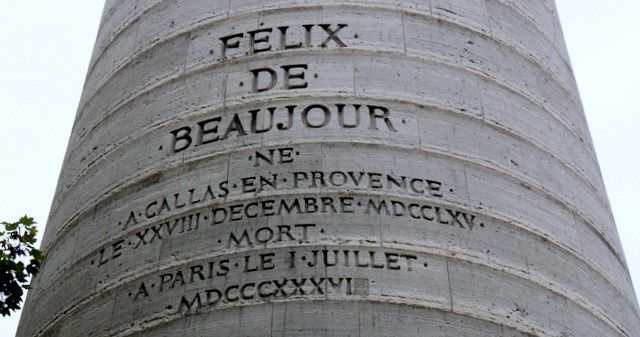 FELIX·
·DE·
·BEAUJOUR·
·NE·
·A·CALLAS·EN·PROVENCE·
·LE·XXVIII·DECEMBRE·MDCCLXV·
·MORT·
·A·PARIS·LE·I·JUILLET·
·MDCCCXXXVI